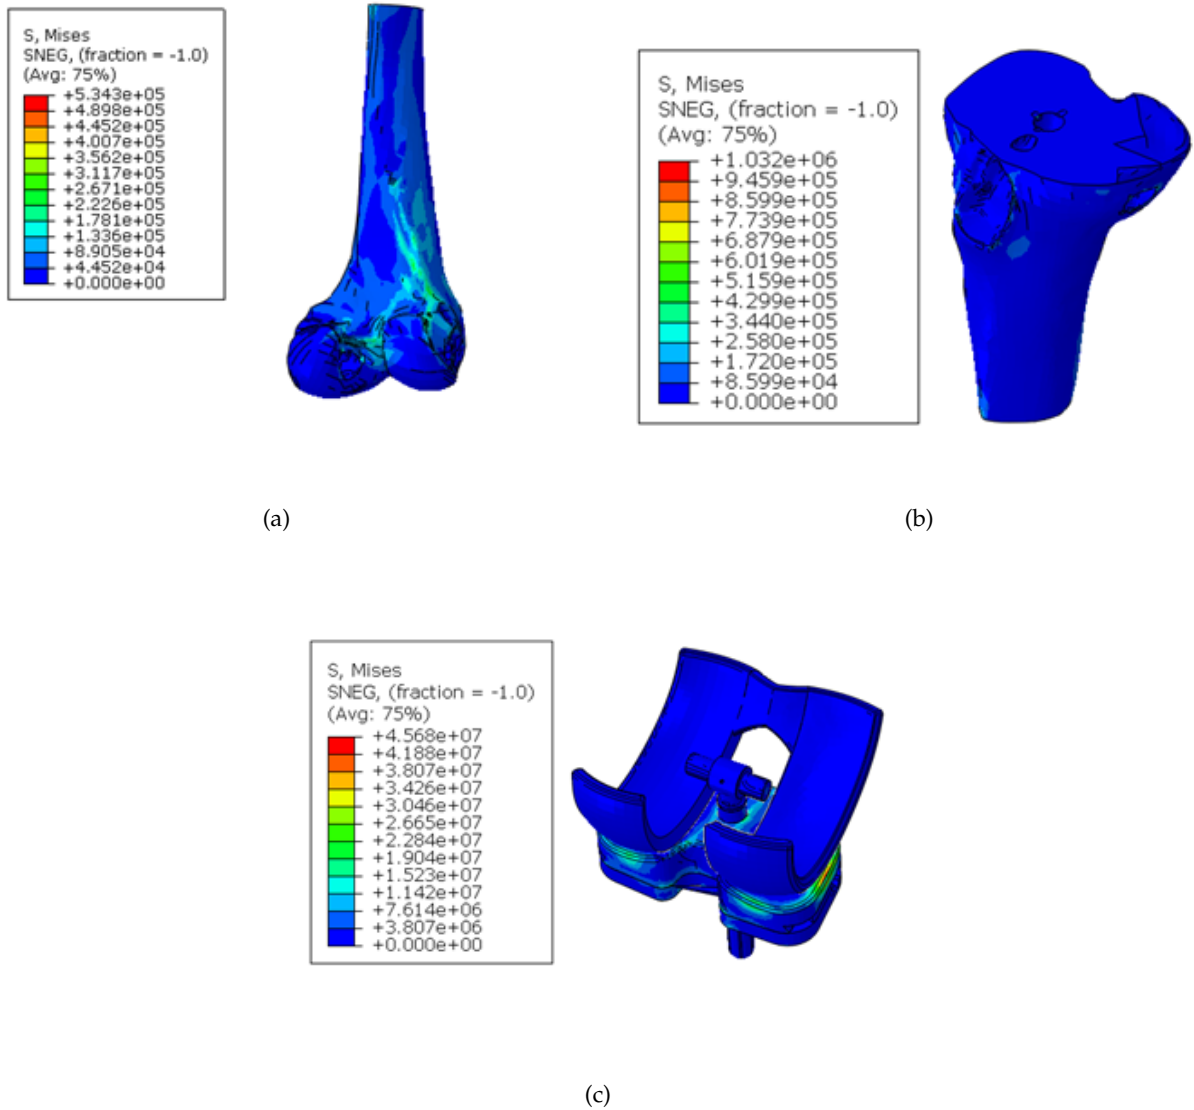 S, Mises
SNEG, (fraction = -1.0)
(Avg: 75%)
+5.343e+05
+4.898e+05
+4.452e+05
+4.007e+05
+3.562e+05
+3.117e+05
+2.671e+05
+2.226e+05
+1.781e+05
+1.336e+05
+8.905e+04
+4.452e+04
+0.000e+00
(a)
S, Mises
SNEG, (fraction = -1.0)
(Avg: 75%)
+1.032e+06
+9.459e+05
+8.599e+05
+7.739e+05
+6.879e+05
+6.019e+05
+5.159e+05
+4.299e+05
+3.440e+05
+2.580e+05
+1.720e+05
+8.599e+04
+0.000e+00
(b)
S, Mises
SNEG, (fraction = -1.0)
(Avg: 75%)
+4.568e+07
+4.188e+07
+3.807e+07
+3.426e+07
+3.046e+07
+2.665e+07
+2.284e+07
+1.904e+07
+1.523e+07
+1.142e+07
+7.614e+06
+3.807e+06
+0.000e+00
(c)